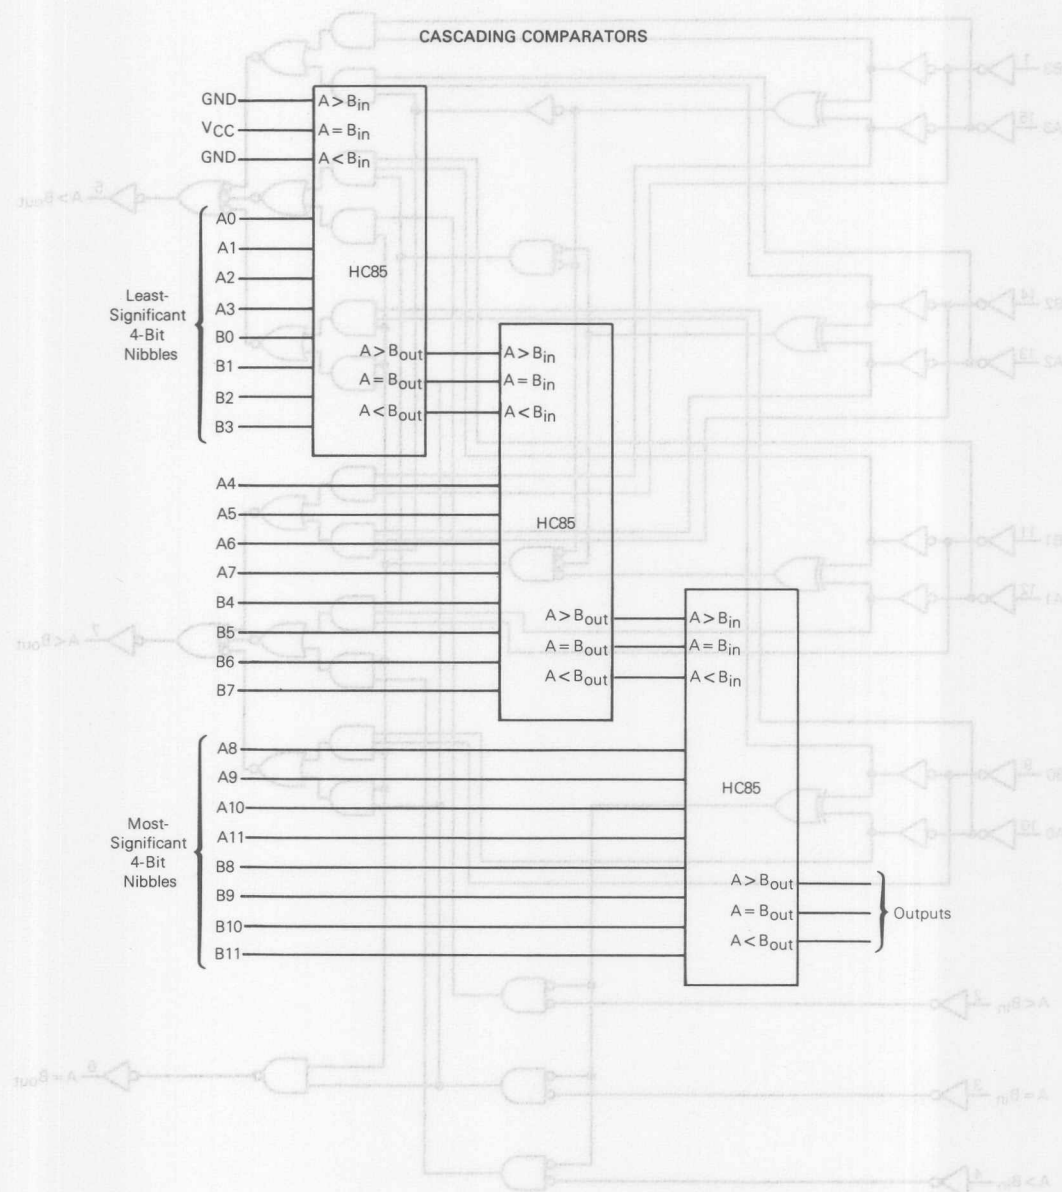 CASCADING COMPARATORS
GND
VCC
GND
A > Bin
A = Bin
A < Bin
A0
A1
A2
A3
B0
B1
B2
B3
Least-
Significant
4-Bit
Nibbles
HC85
A > Bout
A = Bout
A < Bout
A > Bin
A = Bin
A < Bin
A4
A5
A6
A7
B4
B5
B6
B7
HC85
A > Bout
A = Bout
A < Bout
A > Bin
A = Bin
A < Bin
A8
A9
A10
A11
B8
B9
B10
B11
Most-
Significant
4-Bit
Nibbles
HC85
A > Bout
A = Bout
A < Bout
Outputs